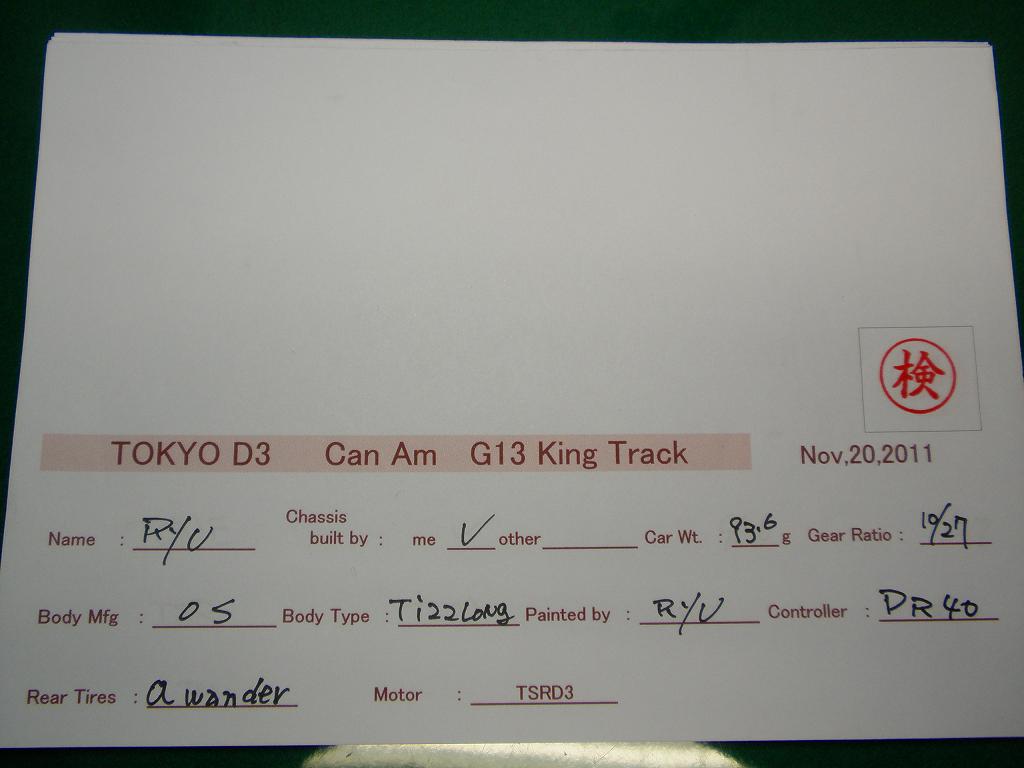 検
TOKYO D3 Can Am G13 King Track Nov,20,2011
Name : RYU Chassis built by : me V other Car Wt. : 93.6 g Gear Ratio : 10/27
Body Mfg : OS Body Type : Ti22Long Painted by : RYU Controller : DR40
Rear Tires : a wander Motor : TSRD3